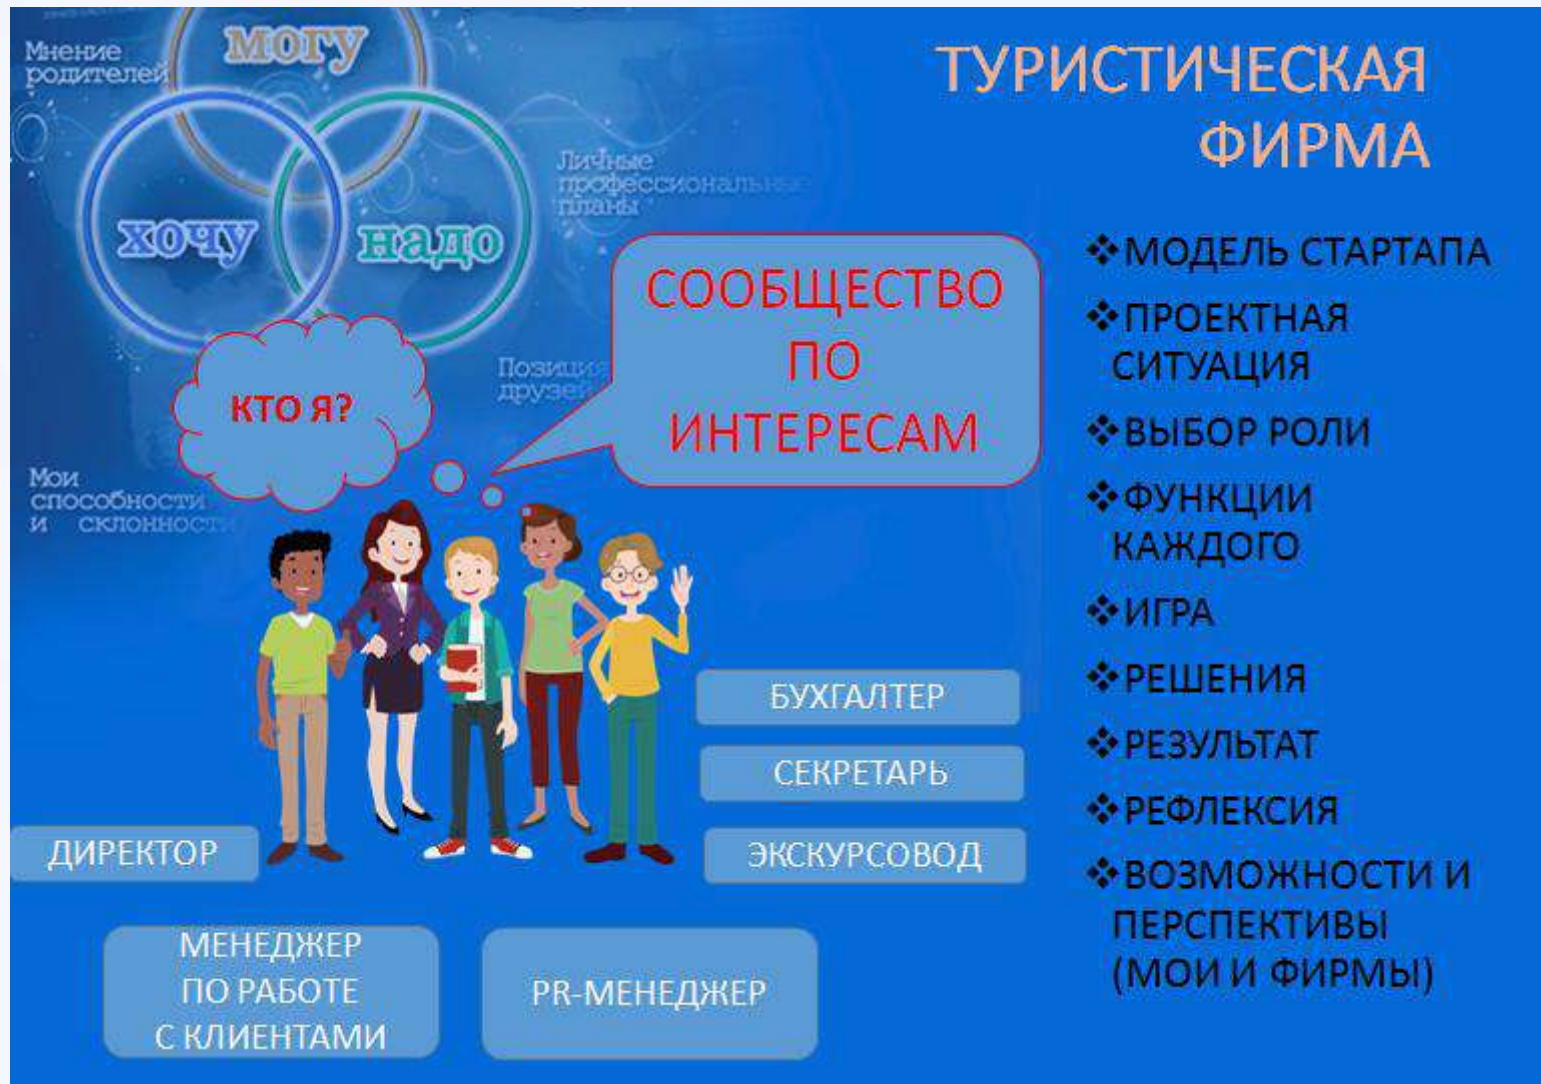 Мнение
родителей
могу
хочу
надо
Личные
профессиональные
планы
Позиция
друзей
Мои
способности
и склонности
КТО Я?
СООБЩЕСТВО
ПО
ИНТЕРЕСАМ
БУХГАЛТЕР
СЕКРЕТАРЬ
ЭКСКУРСОВОД
ДИРЕКТОР
МЕНЕДЖЕР
ПО РАБОТЕ
С КЛИЕНТАМИ
PR-МЕНЕДЖЕР
ТУРИСТИЧЕСКАЯ
ФИРМА
❖МОДЕЛЬ СТАРТАПА
❖ПРОЕКТНАЯ
СИТУАЦИЯ
❖ВЫБОР РОЛИ
❖ФУНКЦИИ
КАЖДОГО
❖ИГРА
❖РЕШЕНИЯ
❖РЕЗУЛЬТАТ
❖РЕФЛЕКСИЯ
❖ВОЗМОЖНОСТИ И
ПЕРСПЕКТИВЫ
(МОИ И ФИРМЫ)